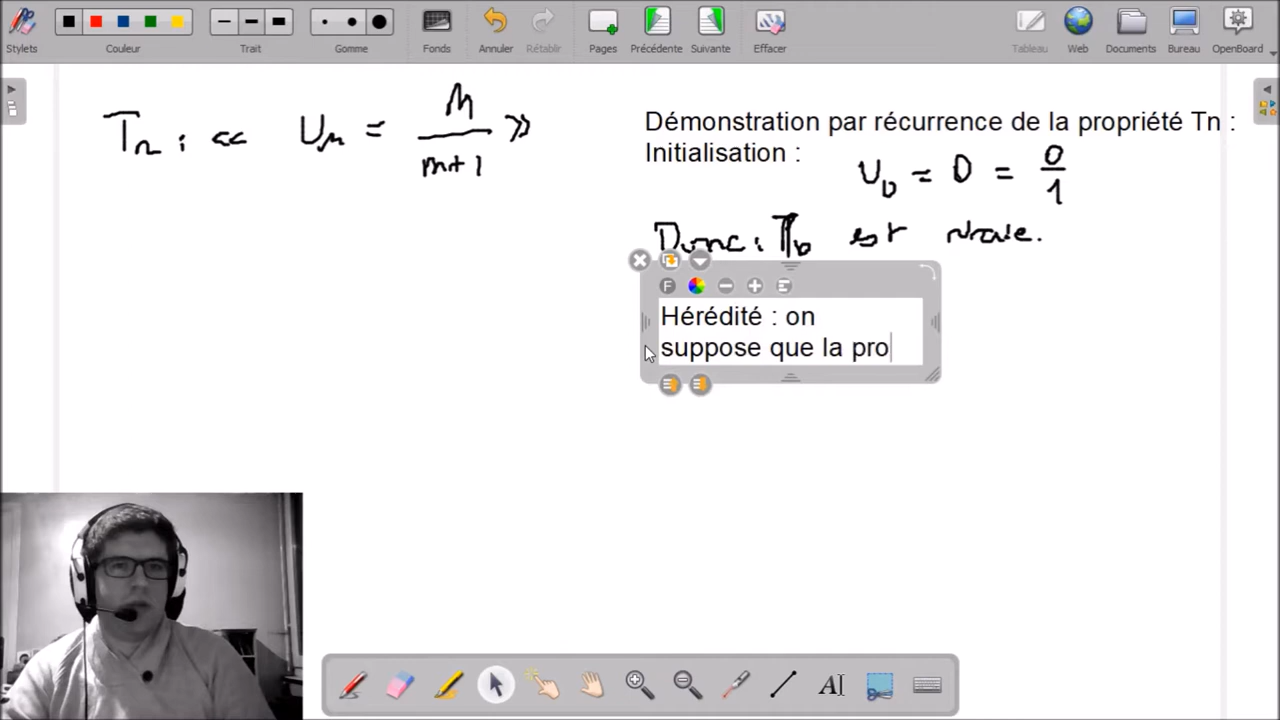 Stylets Couleur Trait Gomme Fonds Annuler Rétablir Pages Précédente Suivante Effacer Tableau Web Documents Bureau OpenBoard
Tn : « Un = n/n+1 »
Démonstration par récurrence de la propriété Tn :
Initialisation :
U0 = 0 = 0/1
Donc : T0 est vraie.
F
Hérédité : on
suppose que la pro
AI